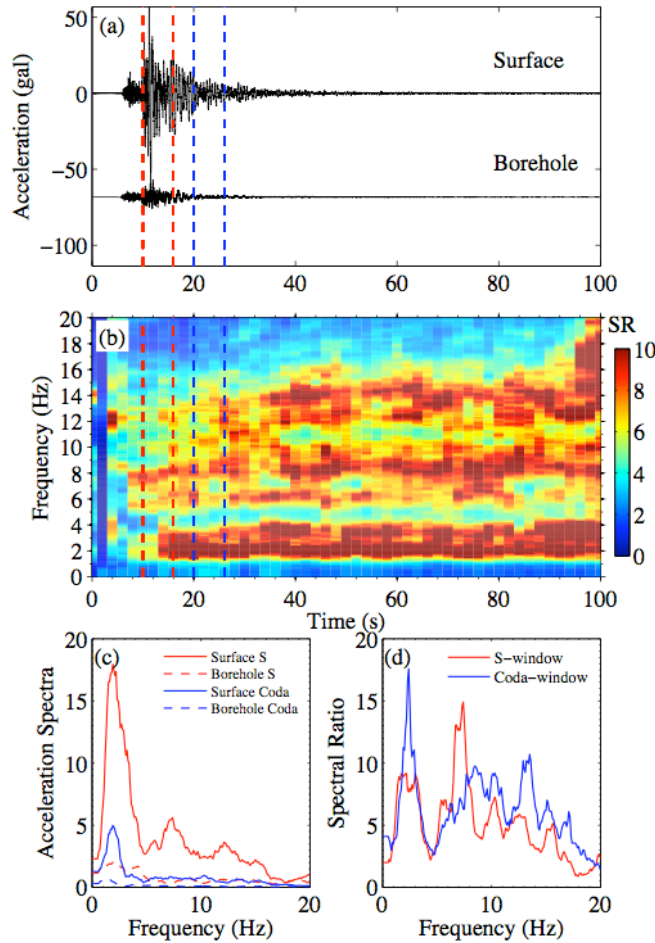 (a)
Surface
Borehole
Acceleration (gal)
50
0
−50
−100
0 20 40 60 80 100
(b)
SR
Frequency (Hz)
20
18
16
14
12
10
8
6
4
2
0
10
8
6
4
2
0
0 20 40 60 80 100
Time (s)
(c)
Surface S
Borehole S
Surface Coda
Borehole Coda
Acceleration Spectra
20
15
10
5
0
0 10 20
Frequency (Hz)
(d)
S−window
Coda−window
Spectral Ratio
20
15
10
5
0
0 10 20
Frequency (Hz)